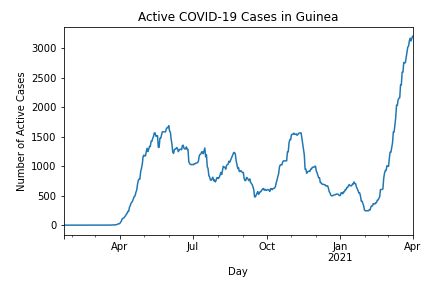 Active COVID-19 Cases in Guinea
Number of Active Cases
3000
2500
2000
1500
1000
500
0
Apr Jul Oct Jan Apr
2021
Day